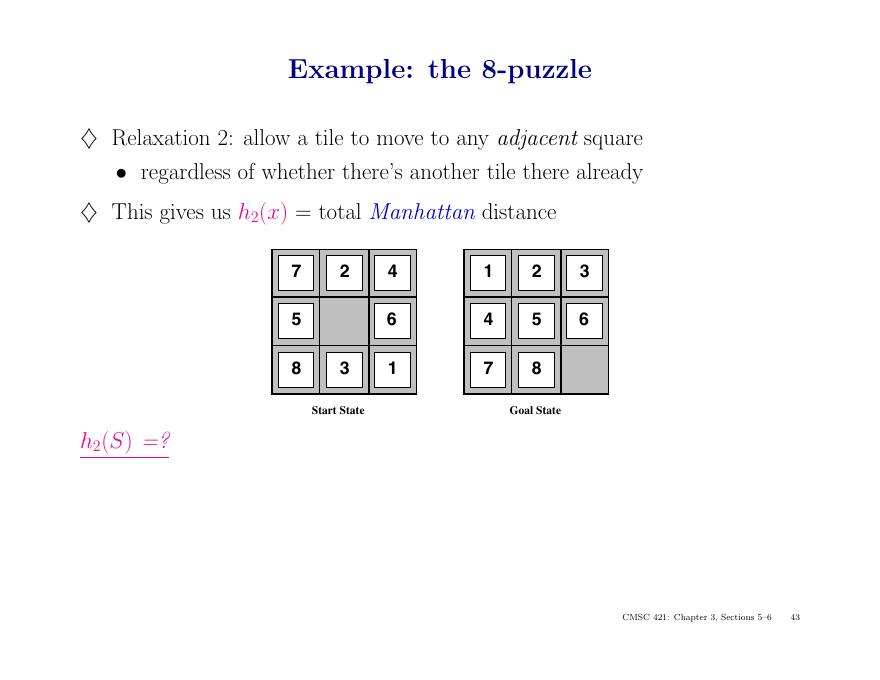 Example: the 8-puzzle
♢ Relaxation 2: allow a tile to move to any adjacent square
• regardless of whether there's another tile there already
♢ This gives us h₂(x) = total Manhattan distance
7 2 4
5 6
8 3 1
Start State
1 2 3
4 5 6
7 8
Goal State
h₂(S) =?
CMSC 421: Chapter 3, Sections 5–6 43